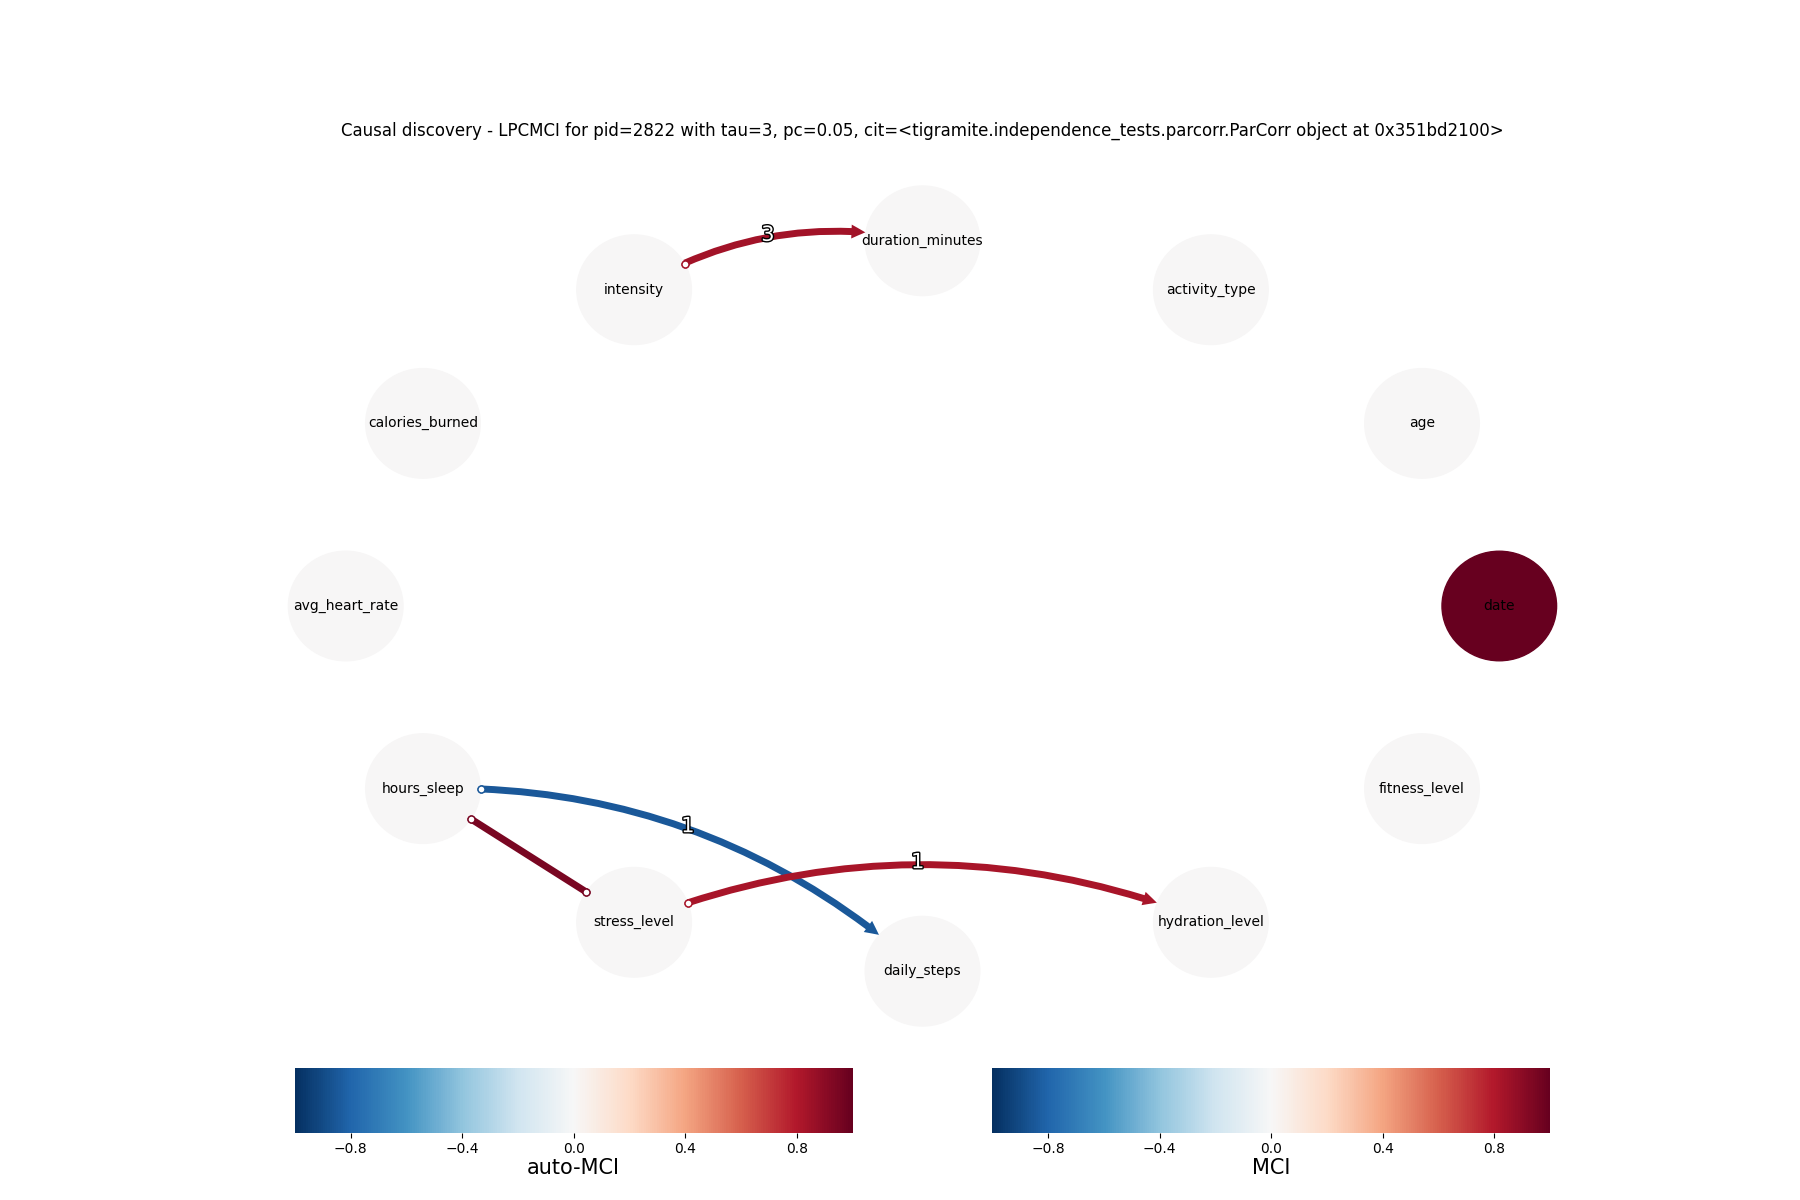 Causal discovery - LPCMCI for pid=2822 with tau=3, pc=0.05, cit=<tigramite.independence_tests.parcorr.ParCorr object at 0x351bd2100>
3
duration_minutes
intensity
activity_type
calories_burned
age
avg_heart_rate
date
hours_sleep
fitness_level
1
1
stress_level
hydration_level
daily_steps
−0.8 −0.4 0.0 0.4 0.8
auto-MCI
−0.8 −0.4 0.0 0.4 0.8
MCI